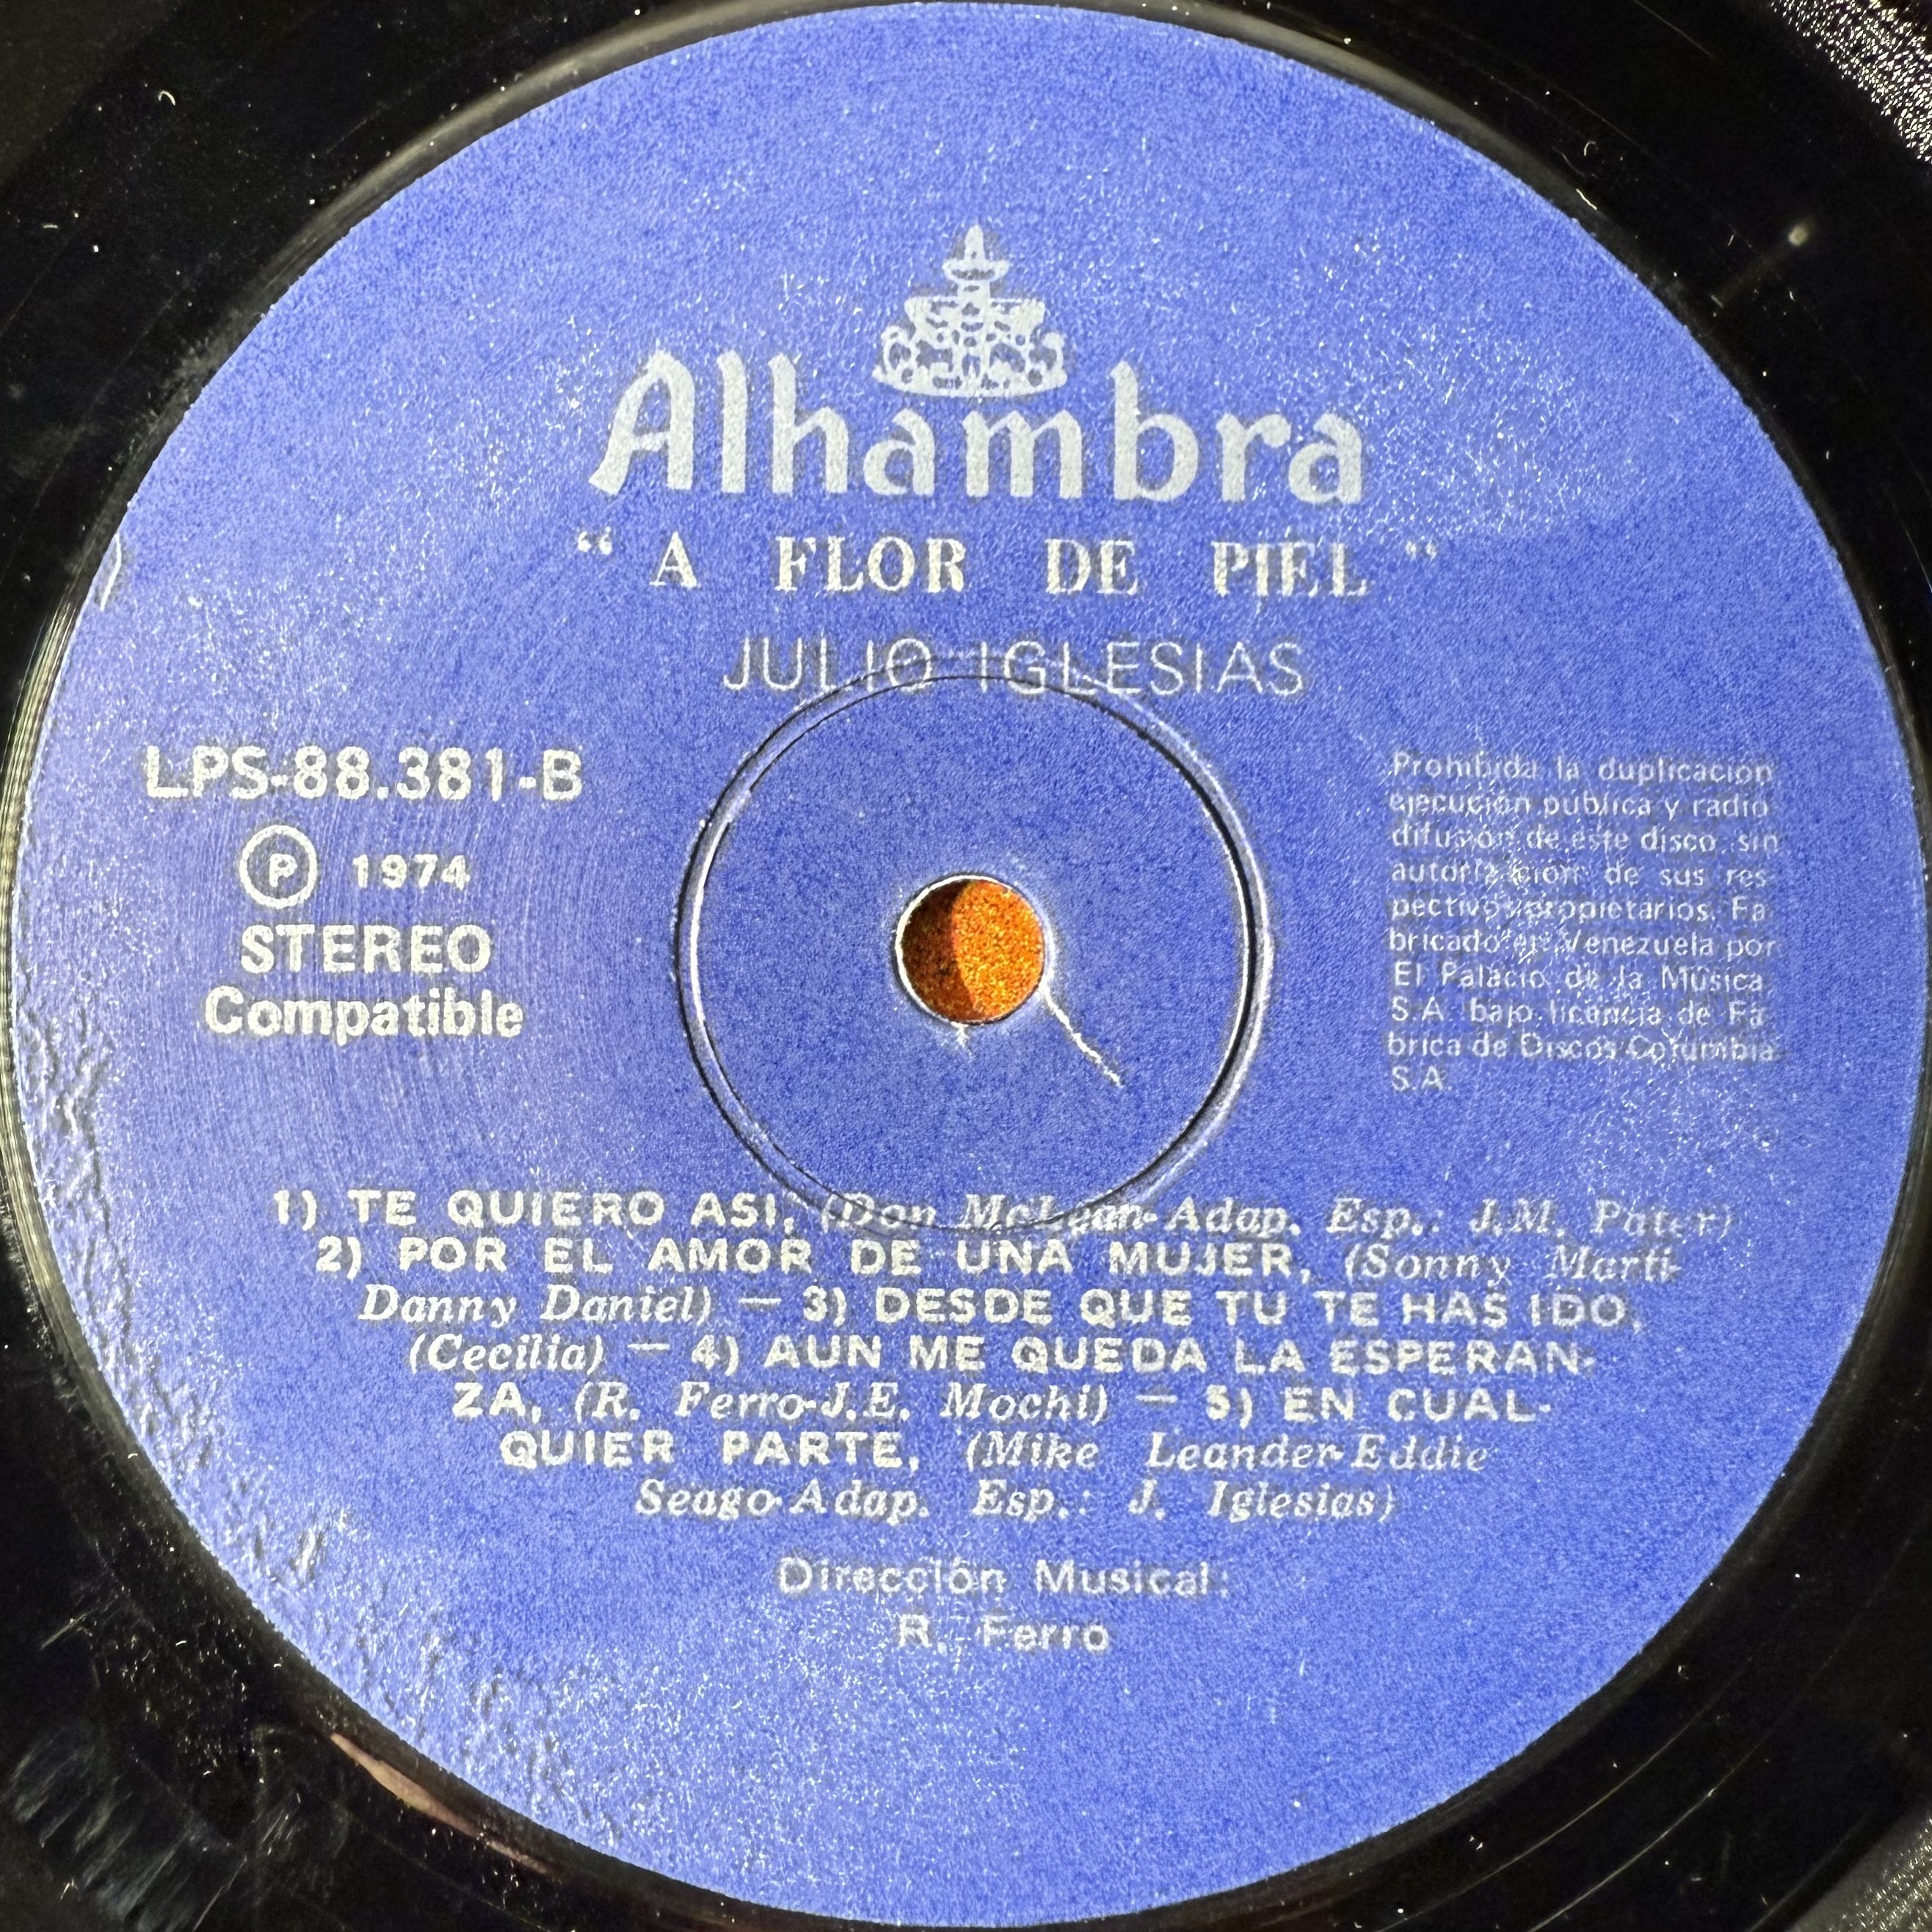 Alhambra
“ A FLOR DE PIEL ”
JULIO IGLESIAS
LPS-88.381-B
Ⓟ 1974
STEREO
Compatible
Prohibida la duplicacion
ejecución publica y radio
difusión de este disco, sin
autorización de sus res-
pectivos propietarios. Fa
bricado en Venezuela por
El Palacio de la Música
S.A. bajo licencia de Fa
brica de Discos Columbia
S.A.
1) TE QUIERO ASI, (Don McLean-Adap. Esp.: J.M. Pater)
2) POR EL AMOR DE UNA MUJER, (Sonny Marti-
Danny Daniel) — 3) DESDE QUE TU TE HAS IDO,
(Cecilia) — 4) AUN ME QUEDA LA ESPERAN-
ZA, (R. Ferro-J.E. Mochi) — 5) EN CUAL-
QUIER PARTE, (Mike Leander-Eddie
Seago-Adap. Esp.: J. Iglesias)
Dirección Musical:
R. Ferro